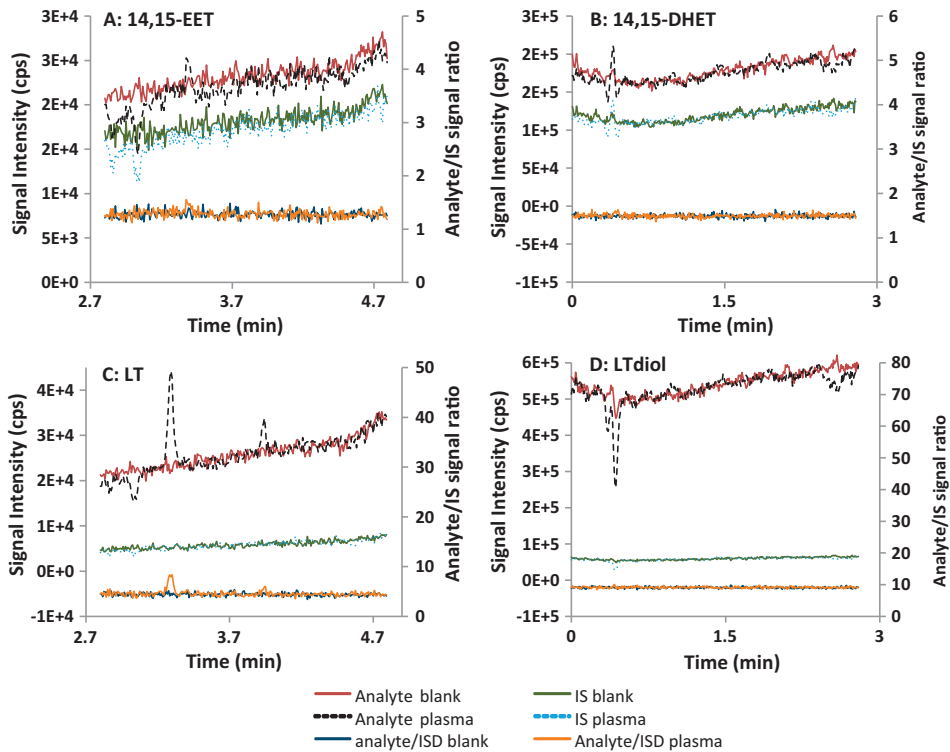 A: 14,15-EET
Signal Intensity (cps)
3E+4
3E+4
2E+4
2E+4
1E+4
5E+3
0E+0
5
4
3
2
1
0
Analyte/IS signal ratio
2.7
3.7
4.7
Time (min)
B: 14,15-DHET
Signal Intensity (cps)
3E+5
2E+5
2E+5
1E+5
5E+4
0E+0
-5E+4
-1E+5
6
5
4
3
2
1
0
Analyte/IS signal ratio
0
1.5
3
Time (min)
C: LT
Signal Intensity (cps)
4E+4
3E+4
2E+4
1E+4
0E+0
-1E+4
50
40
30
20
10
0
Analyte/IS signal ratio
2.7
3.7
4.7
Time (min)
D: LTdiol
Signal Intensity (cps)
6E+5
5E+5
4E+5
3E+5
2E+5
1E+5
0E+0
-1E+5
80
70
60
50
40
30
20
10
0
Analyte/IS signal ratio
0
1.5
3
Time (min)
Analyte blank
IS blank
Analyte plasma
IS plasma
analyte/ISD blank
Analyte/ISD plasma